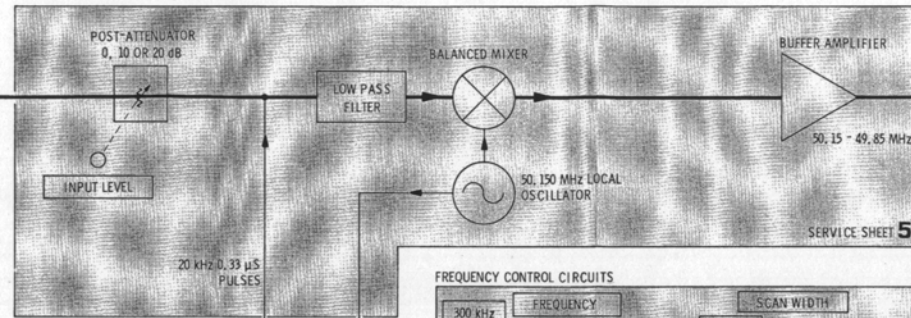 POST-ATTENUATOR
0, 10 OR 20 dB
BALANCED MIXER
BUFFER AMPLIFIER
LOW PASS
FILTER
50.15 - 49.85 MHz
INPUT LEVEL
50.150 MHz LOCAL
OSCILLATOR
SERVICE SHEET 5
20 kHz 0.33 µS
PULSES
FREQUENCY CONTROL CIRCUITS
300 kHz
FREQUENCY
SCAN WIDTH